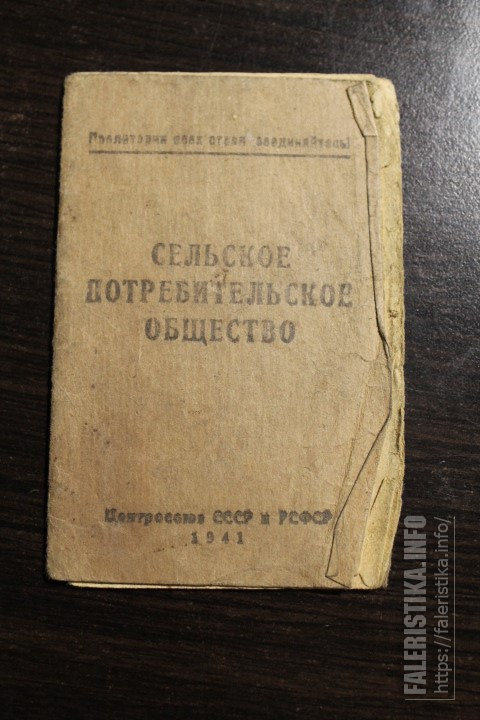 Пролетарии всех стран соединяйтесь!
СЕЛЬСКОЕ
ПОТРЕБИТЕЛЬСКОЕ
ОБЩЕСТВО
Центросоюз СССР и РСФСР
1941
FALERISTIKA.INFO
https://faleristika.info/